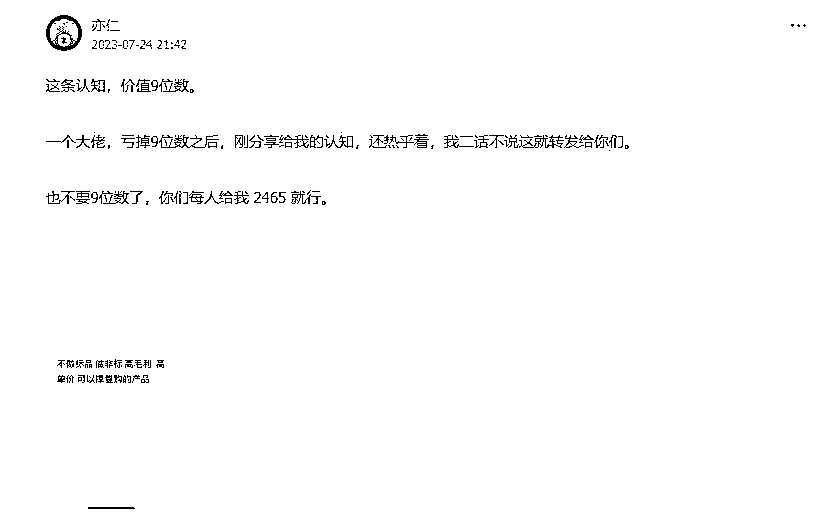 亦仁
2023-07-24 21:42
这条认知，价值9位数。
一个大佬，亏掉9位数之后，刚分享给我的认知，还热乎着，我二话不说这就转发给你们。
也不要9位数了，你们每人给我 2465 就行。
不做标品 做非标 高毛利 高
单价 可以摩复购的产品